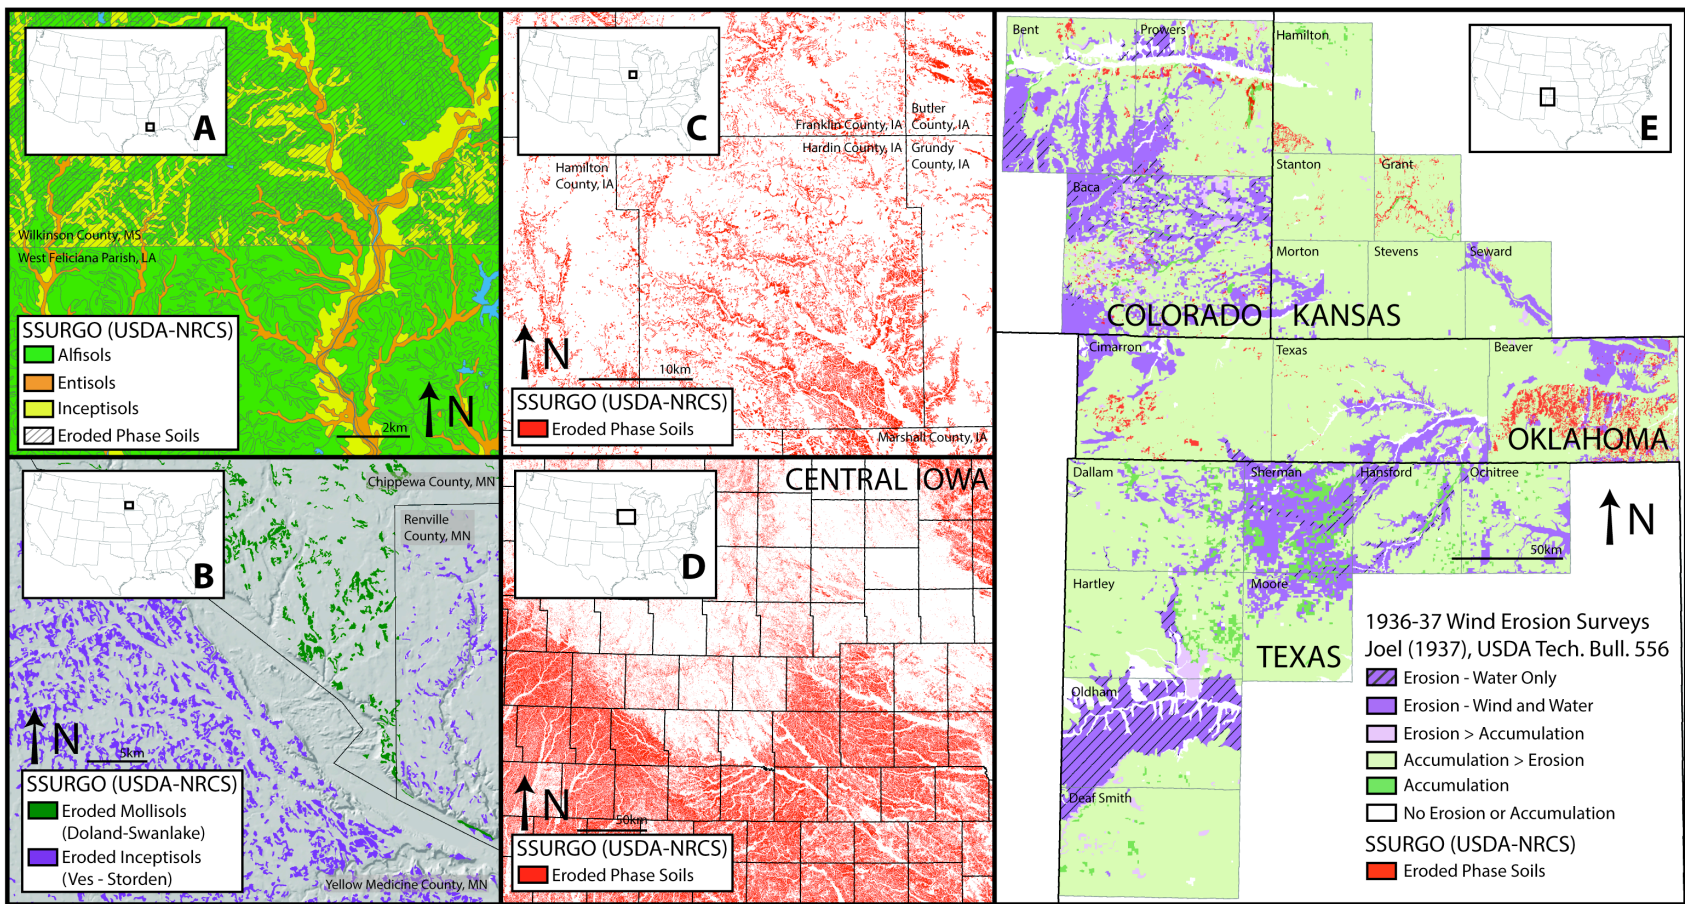 A
Wilkinson County, MS
West Feliciana Parish, LA
SSURGO (USDA-NRCS)
Alfisols
Entisols
Inceptisols
Eroded Phase Soils
2km
N
B
Chippewa County, MN
Renville
County, MN
N
5km
SSURGO (USDA-NRCS)
Eroded Mollisols
(Doland-Swanlake)
Eroded Inceptisols
(Ves - Storden)
Yellow Medicine County, MN
C
Butler
County, IA
Franklin County, IA
Hardin County, IA
Grundy
County, IA
Hamilton
County, IA
N
10km
SSURGO (USDA-NRCS)
Eroded Phase Soils
Marshall County, IA
CENTRAL IOWA
D
N
50km
SSURGO (USDA-NRCS)
Eroded Phase Soils
Bent
Prowers
Hamilton
E
Stanton
Grant
Baca
Morton
Stevens
Seward
COLORADO
KANSAS
Cimarron
Texas
Beaver
OKLAHOMA
Dallam
Sherman
Hansford
Ochitree
N
50km
Hartley
Moore
TEXAS
Oldham
Deaf Smith
1936-37 Wind Erosion Surveys
Joel (1937), USDA Tech. Bull. 556
Erosion - Water Only
Erosion - Wind and Water
Erosion > Accumulation
Accumulation > Erosion
Accumulation
No Erosion or Accumulation
SSURGO (USDA-NRCS)
Eroded Phase Soils